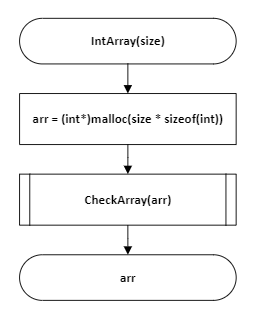 IntArray(size)
arr = (int*)malloc(size * sizeof(int))
CheckArray(arr)
arr